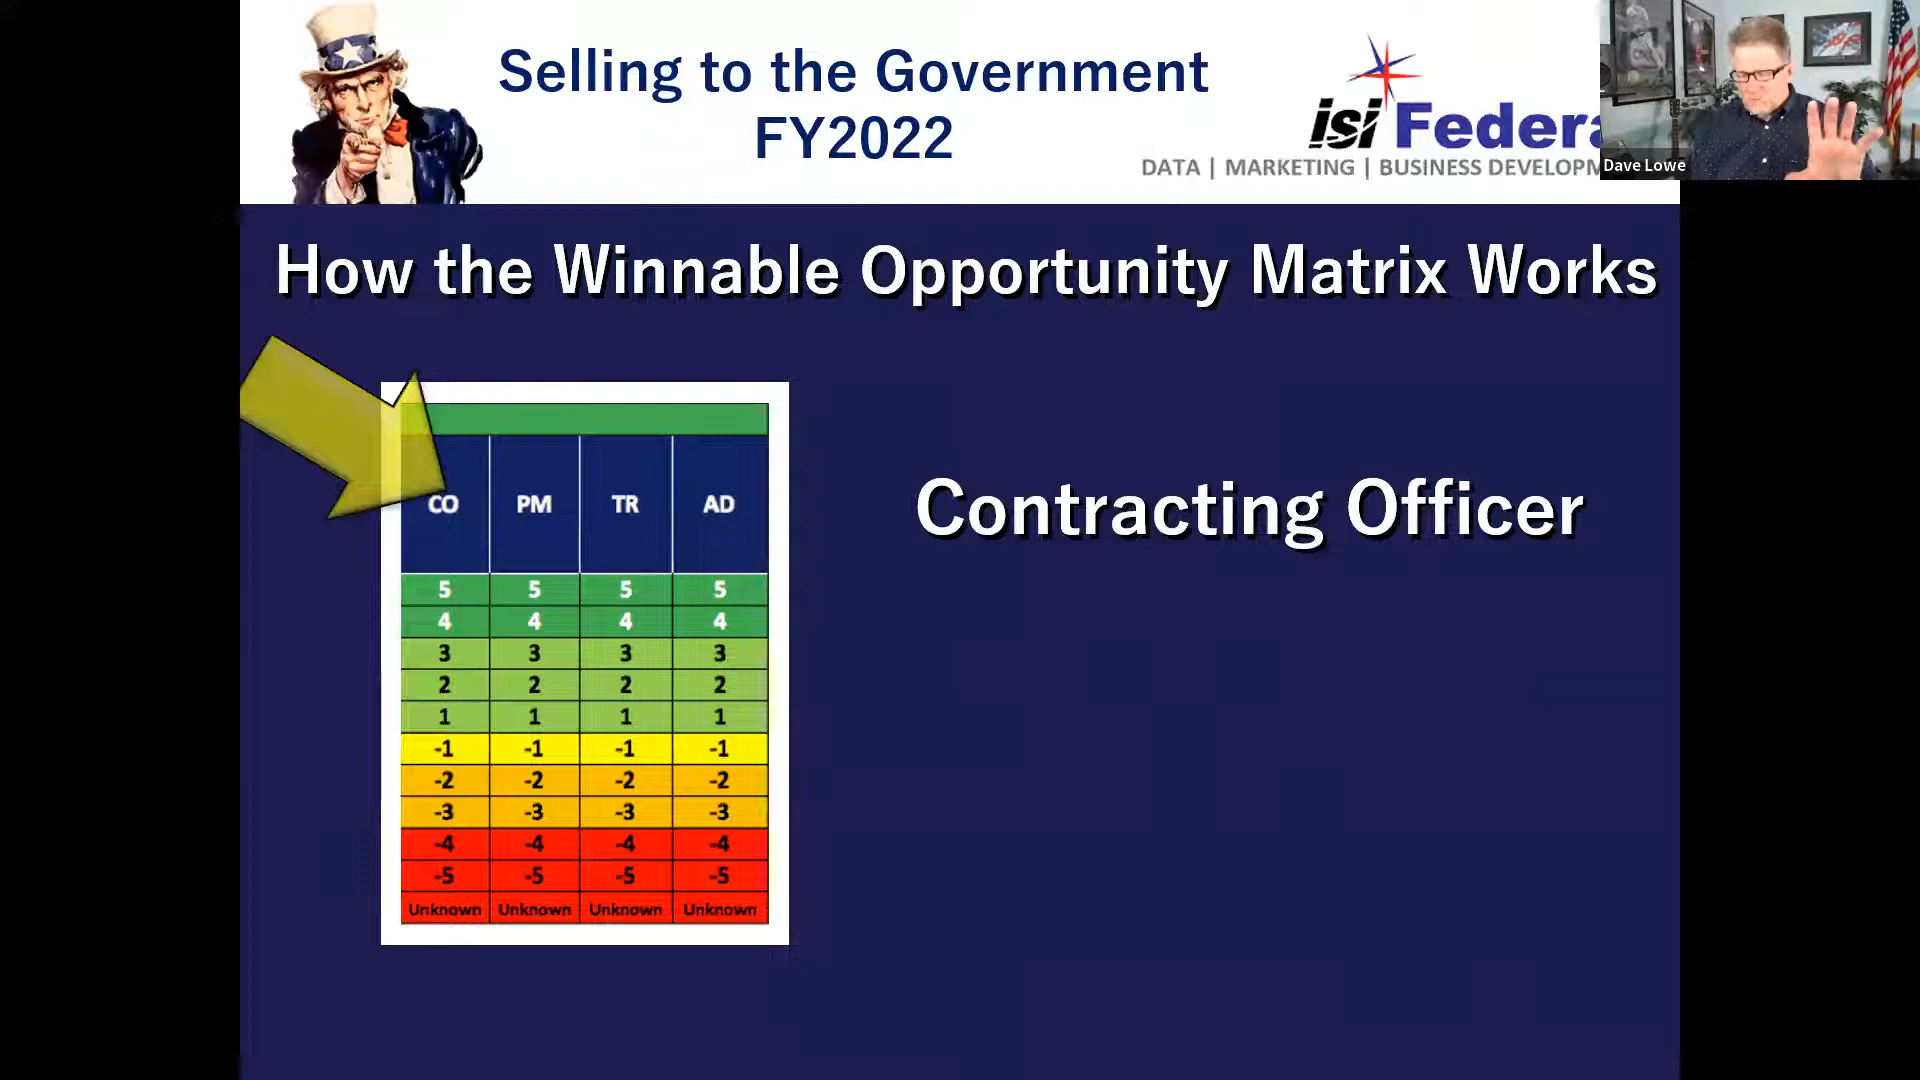 Selling to the Government
FY2022
isi Federa
DATA | MARKETING | BUSINESS DEVELOPM
Dave Lowe
How the Winnable Opportunity Matrix Works
CO PM TR AD
5 5 5 5
4 4 4 4
3 3 3 3
2 2 2 2
1 1 1 1
-1 -1 -1 -1
-2 -2 -2 -2
-3 -3 -3 -3
-4 -4 -4 -4
-5 -5 -5 -5
Unknown Unknown Unknown Unknown
Contracting Officer